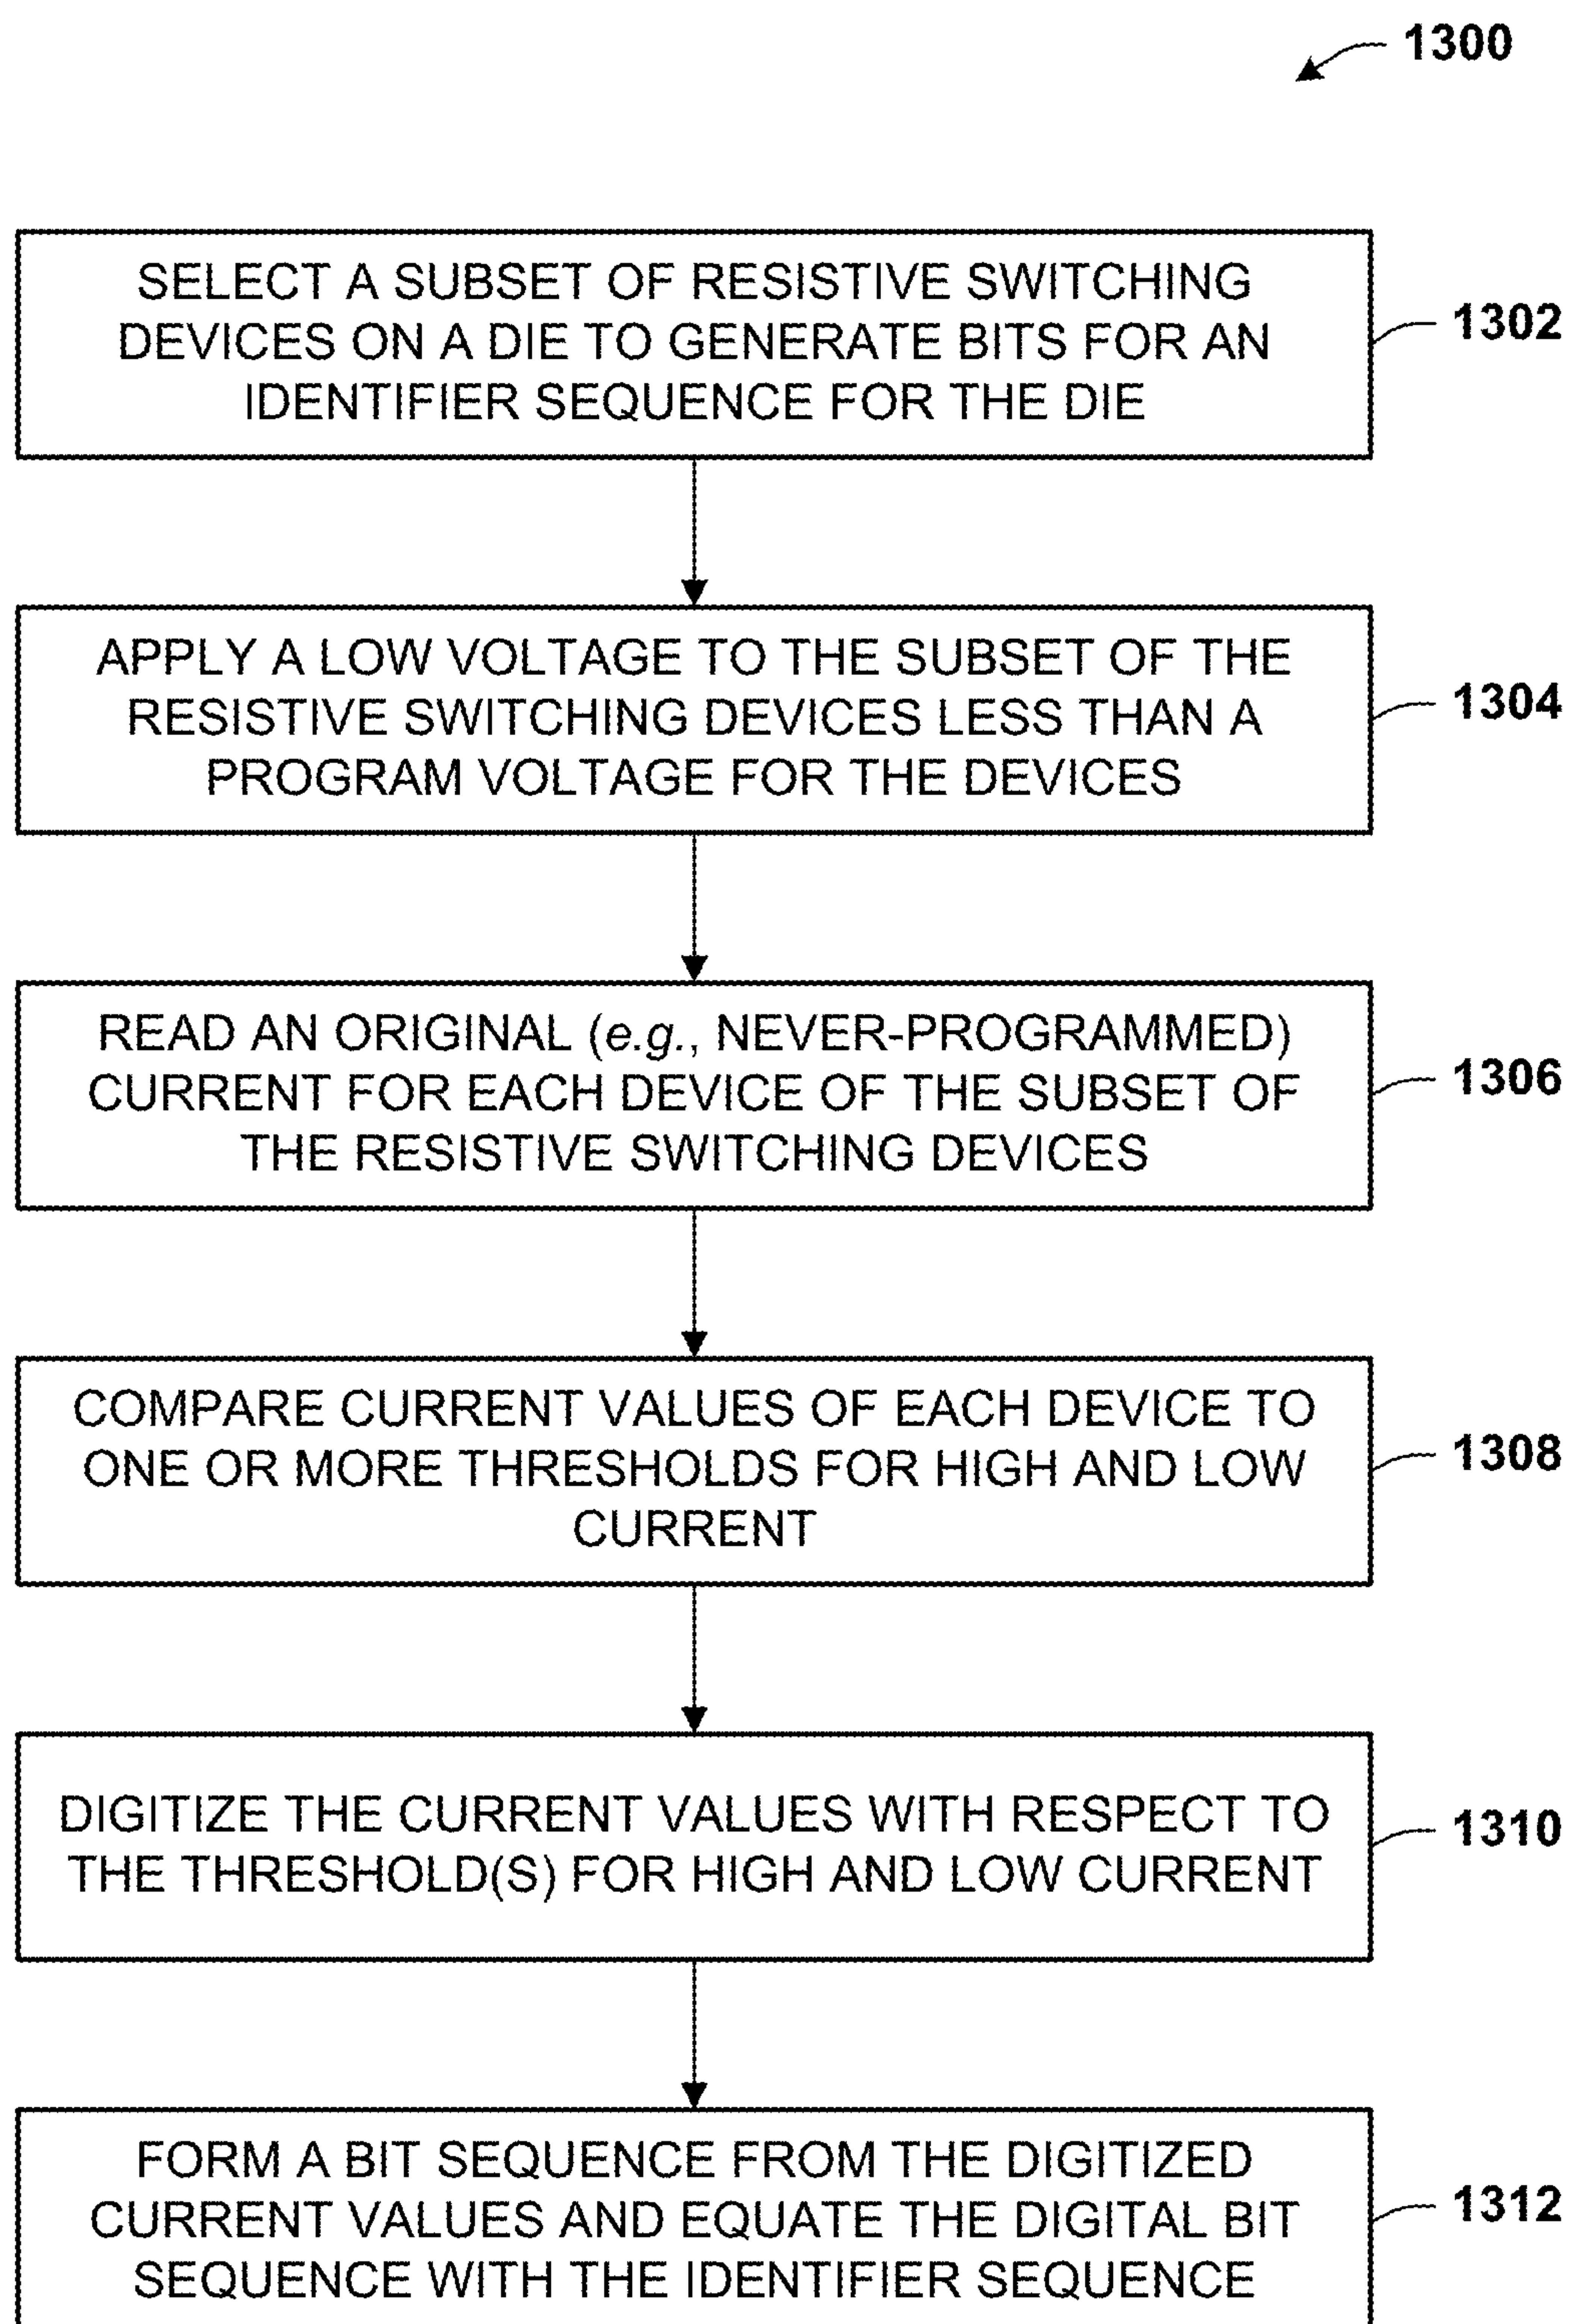 1300
SELECT A SUBSET OF RESISTIVE SWITCHING
DEVICES ON A DIE TO GENERATE BITS FOR AN
IDENTIFIER SEQUENCE FOR THE DIE
1302
APPLY A LOW VOLTAGE TO THE SUBSET OF THE
RESISTIVE SWITCHING DEVICES LESS THAN A
PROGRAM VOLTAGE FOR THE DEVICES
1304
READ AN ORIGINAL (e.g., NEVER-PROGRAMMED)
CURRENT FOR EACH DEVICE OF THE SUBSET OF
THE RESISTIVE SWITCHING DEVICES
1306
COMPARE CURRENT VALUES OF EACH DEVICE TO
ONE OR MORE THRESHOLDS FOR HIGH AND LOW
CURRENT
1308
DIGITIZE THE CURRENT VALUES WITH RESPECT TO
THE THRESHOLD(S) FOR HIGH AND LOW CURRENT
1310
FORM A BIT SEQUENCE FROM THE DIGITIZED
CURRENT VALUES AND EQUATE THE DIGITAL BIT
SEQUENCE WITH THE IDENTIFIER SEQUENCE
1312